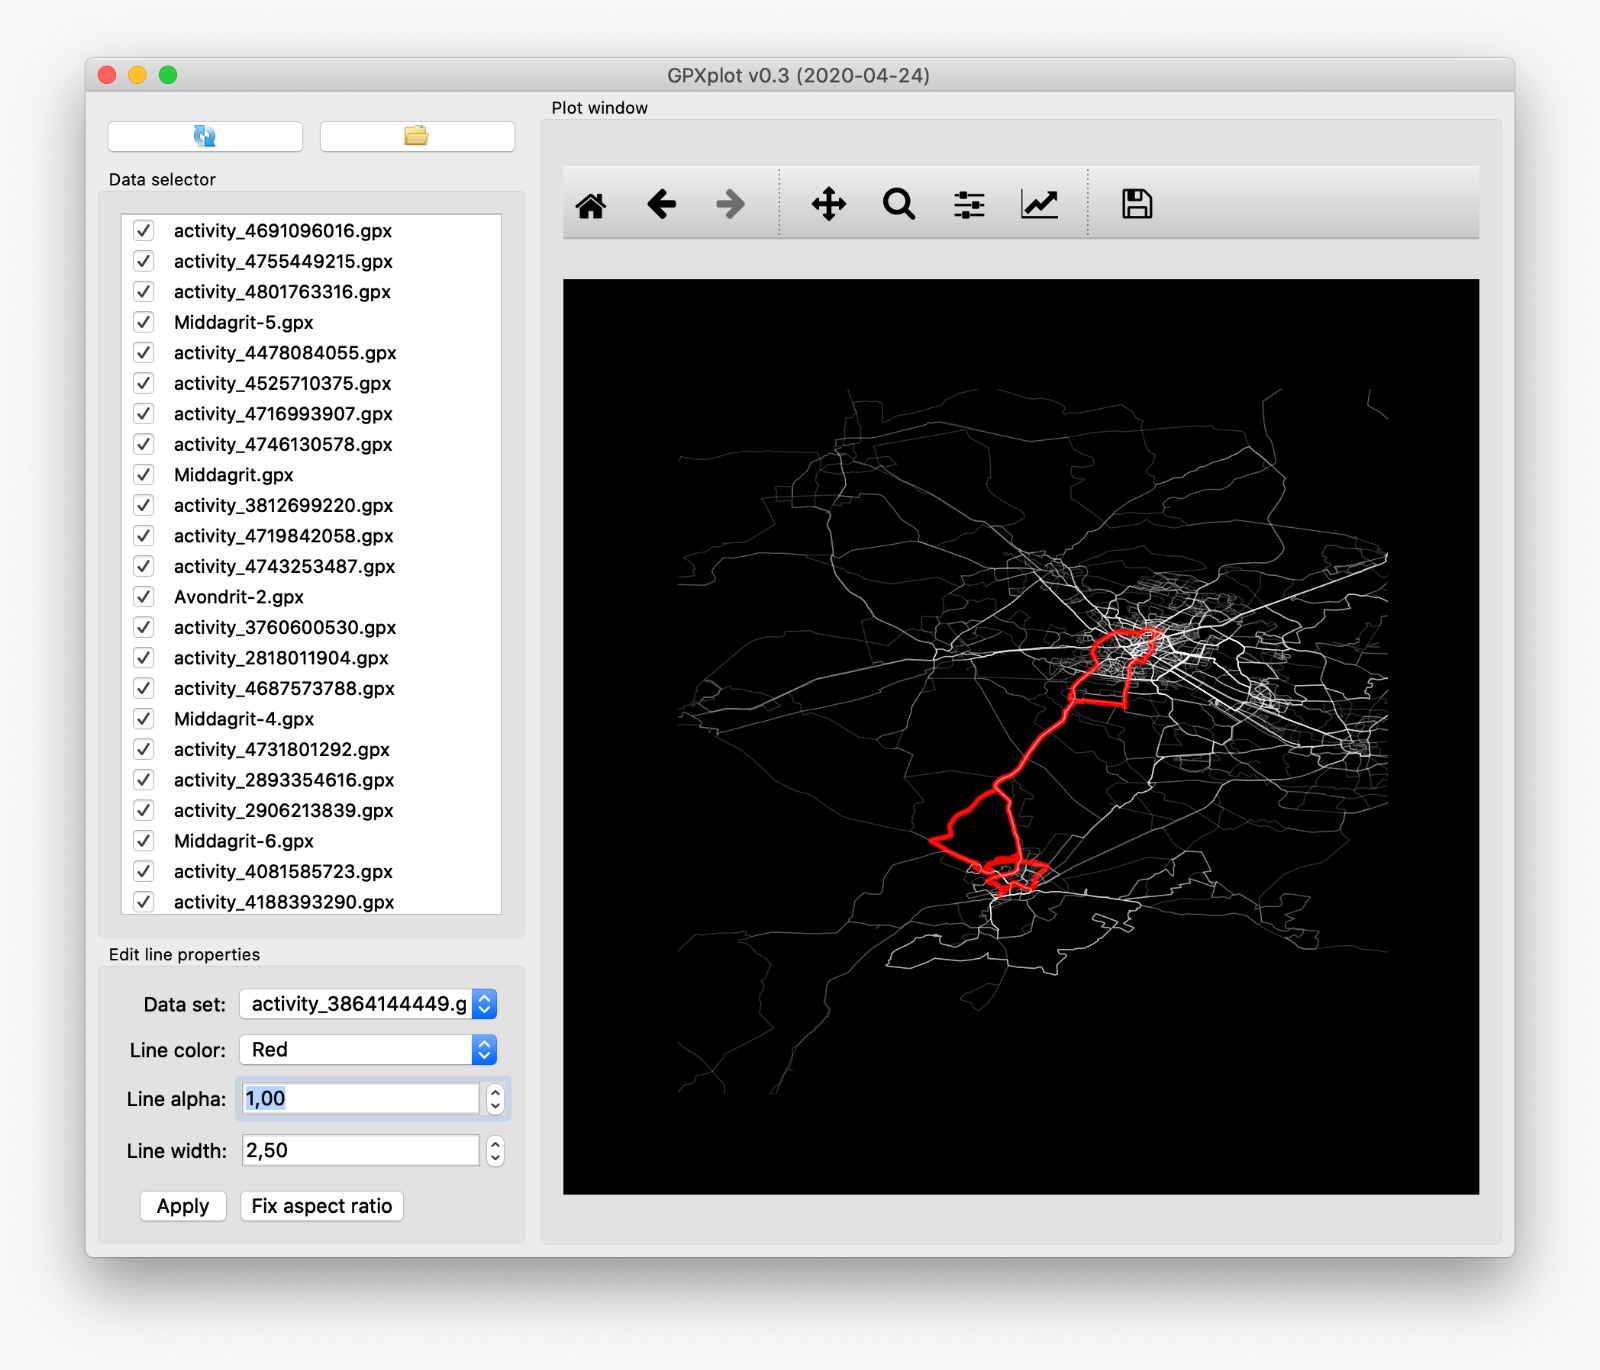 GPXplot v0.3 (2020-04-24)
Plot window
Data selector
activity_4691096016.gpx
activity_4755449215.gpx
activity_4801763316.gpx
Middagrit-5.gpx
activity_4478084055.gpx
activity_4525710375.gpx
activity_4716993907.gpx
activity_4746130578.gpx
Middagrit.gpx
activity_3812699220.gpx
activity_4719842058.gpx
activity_4743253487.gpx
Avondrit-2.gpx
activity_3760600530.gpx
activity_2818011904.gpx
activity_4687573788.gpx
Middagrit-4.gpx
activity_4731801292.gpx
activity_2893354616.gpx
activity_2906213839.gpx
Middagrit-6.gpx
activity_4081585723.gpx
activity_4188393290.gpx
Edit line properties
Data set: activity_3864144449.g
Line color: Red
Line alpha: 1,00
Line width: 2,50
Apply Fix aspect ratio